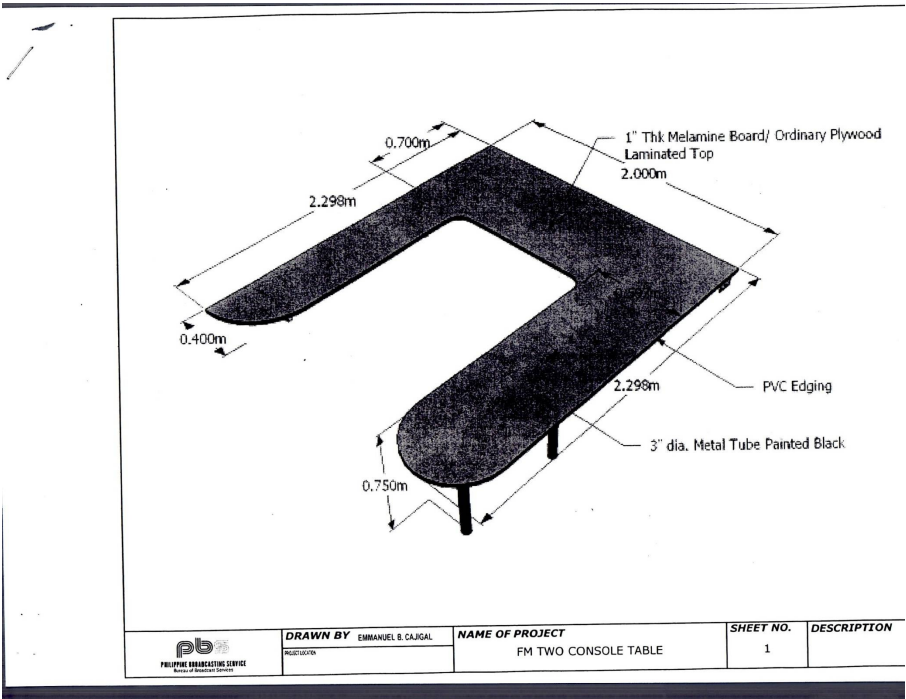 0.700m
1" Thk Melamine Board/ Ordinary Plywood
Laminated Top
2.000m
2.298m
0.400m
2.298m
PVC Edging
3" dia. Metal Tube Painted Black
0.750m
pbs
PHILIPPINE BROADCASTING SERVICE
Bureau of Broadcast Services
DRAWN BY EMMANUEL B. CAJIGAL
PROJECT LOCATION
NAME OF PROJECT
FM TWO CONSOLE TABLE
SHEET NO.
1
DESCRIPTION